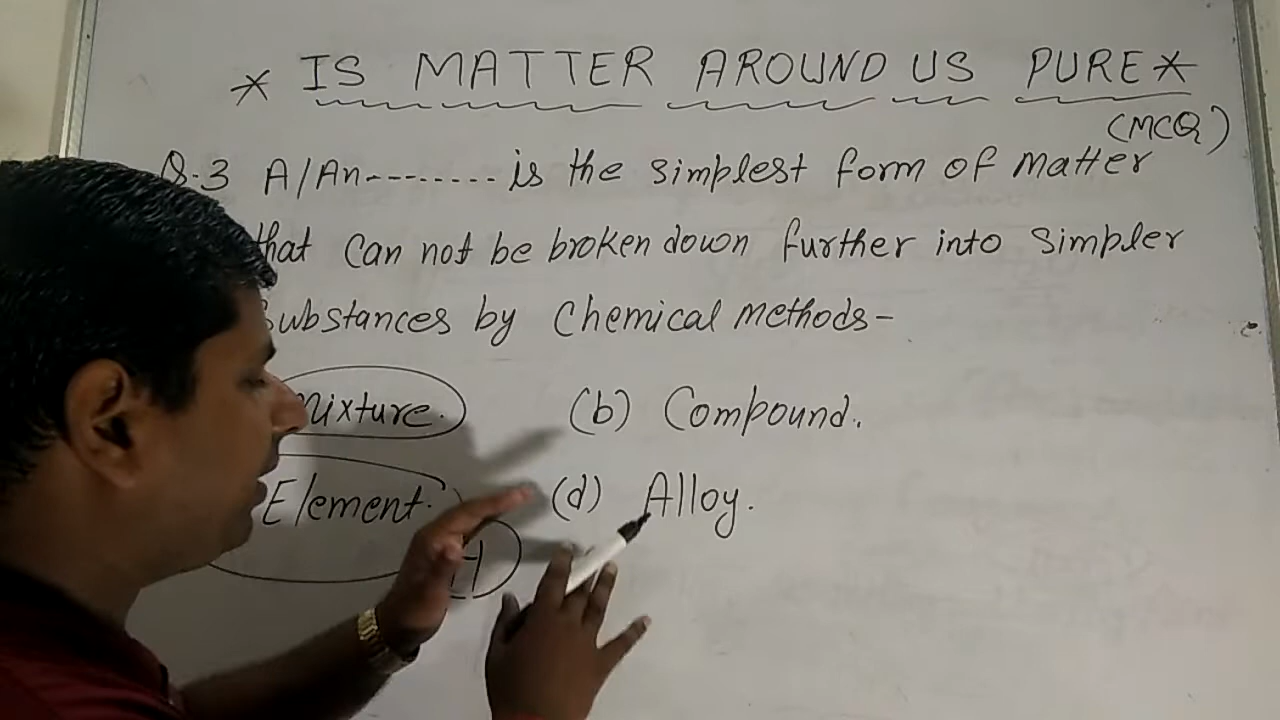 * IS MATTER AROUND US PURE *
(MCQ)
Q.3 A/An-------- is the simplest form of matter
that can not be broken down further into simpler
Substances by Chemical methods-
Mixture. (b) Compound.
Element. (d) Alloy.
H